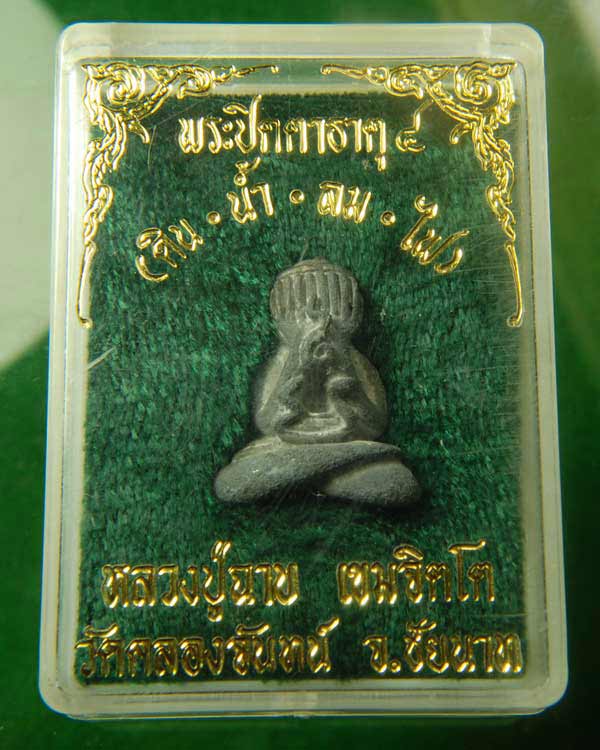 พระปิดตาธาตุ ๔
(ดิน · น้ำ · ลม · ไฟ)
หลวงปู่ฉาบ เขมจิตโต
วัดคลองจันทน์ จ.ชัยนาท